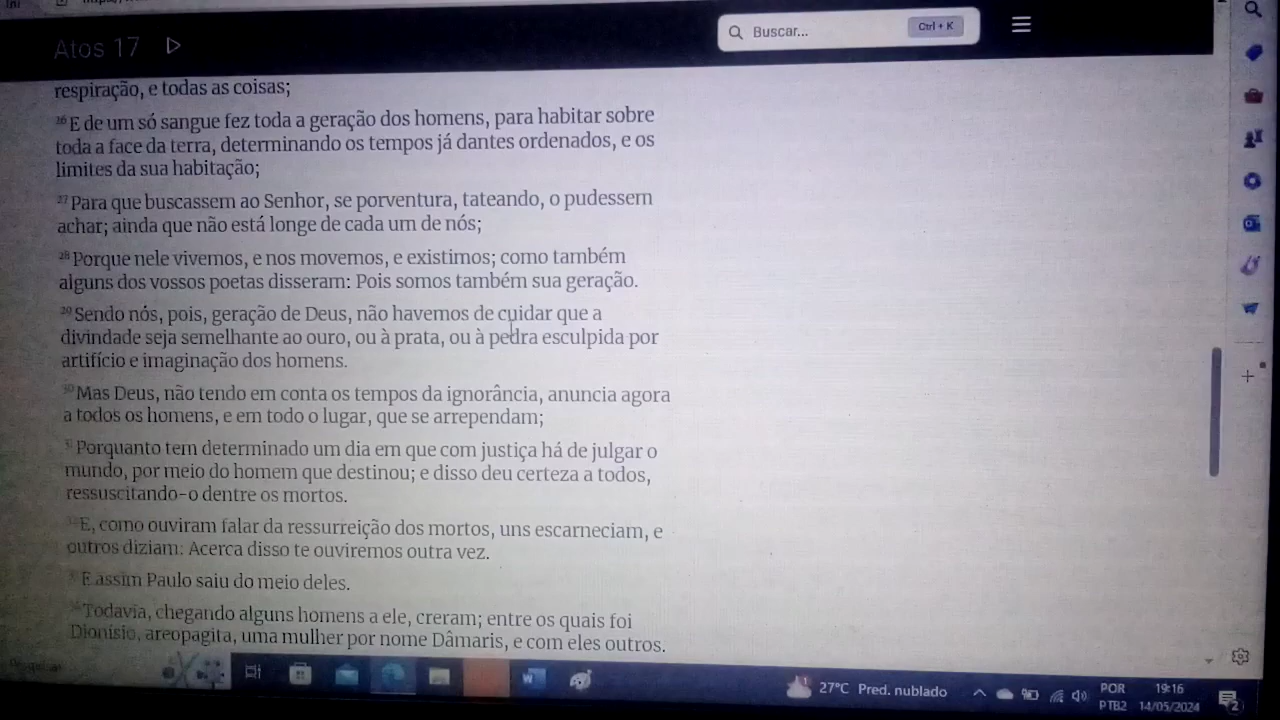 Atos 17
Buscar...
Ctrl + K
respiração, e todas as coisas;
26 E de um só sangue fez toda a geração dos homens, para habitar sobre
toda a face da terra, determinando os tempos já dantes ordenados, e os
limites da sua habitação;
27 Para que buscassem ao Senhor, se porventura, tateando, o pudessem
achar; ainda que não está longe de cada um de nós;
28 Porque nele vivemos, e nos movemos, e existimos; como também
alguns dos vossos poetas disseram: Pois somos também sua geração.
29 Sendo nós, pois, geração de Deus, não havemos de cuidar que a
divindade seja semelhante ao ouro, ou à prata, ou à pedra esculpida por
artifício e imaginação dos homens.
30 Mas Deus, não tendo em conta os tempos da ignorância, anuncia agora
a todos os homens, e em todo o lugar, que se arrependam;
Porquanto tem determinado um dia em que com justiça há de julgar o
mundo, por meio do homem que destinou; e disso deu certeza a todos,
ressuscitando-o dentre os mortos.
E, como ouviram falar da ressurreição dos mortos, uns escarneciam, e
outros diziam: Acerca disso te ouviremos outra vez.
E assim Paulo saiu do meio deles.
Todavia, chegando alguns homens a ele, creram; entre os quais foi
Dionísio, areopagita, uma mulher por nome Dâmaris, e com eles outros.
27°C Pred. nublado
POR
PTB2
19:16
14/05/2024
2